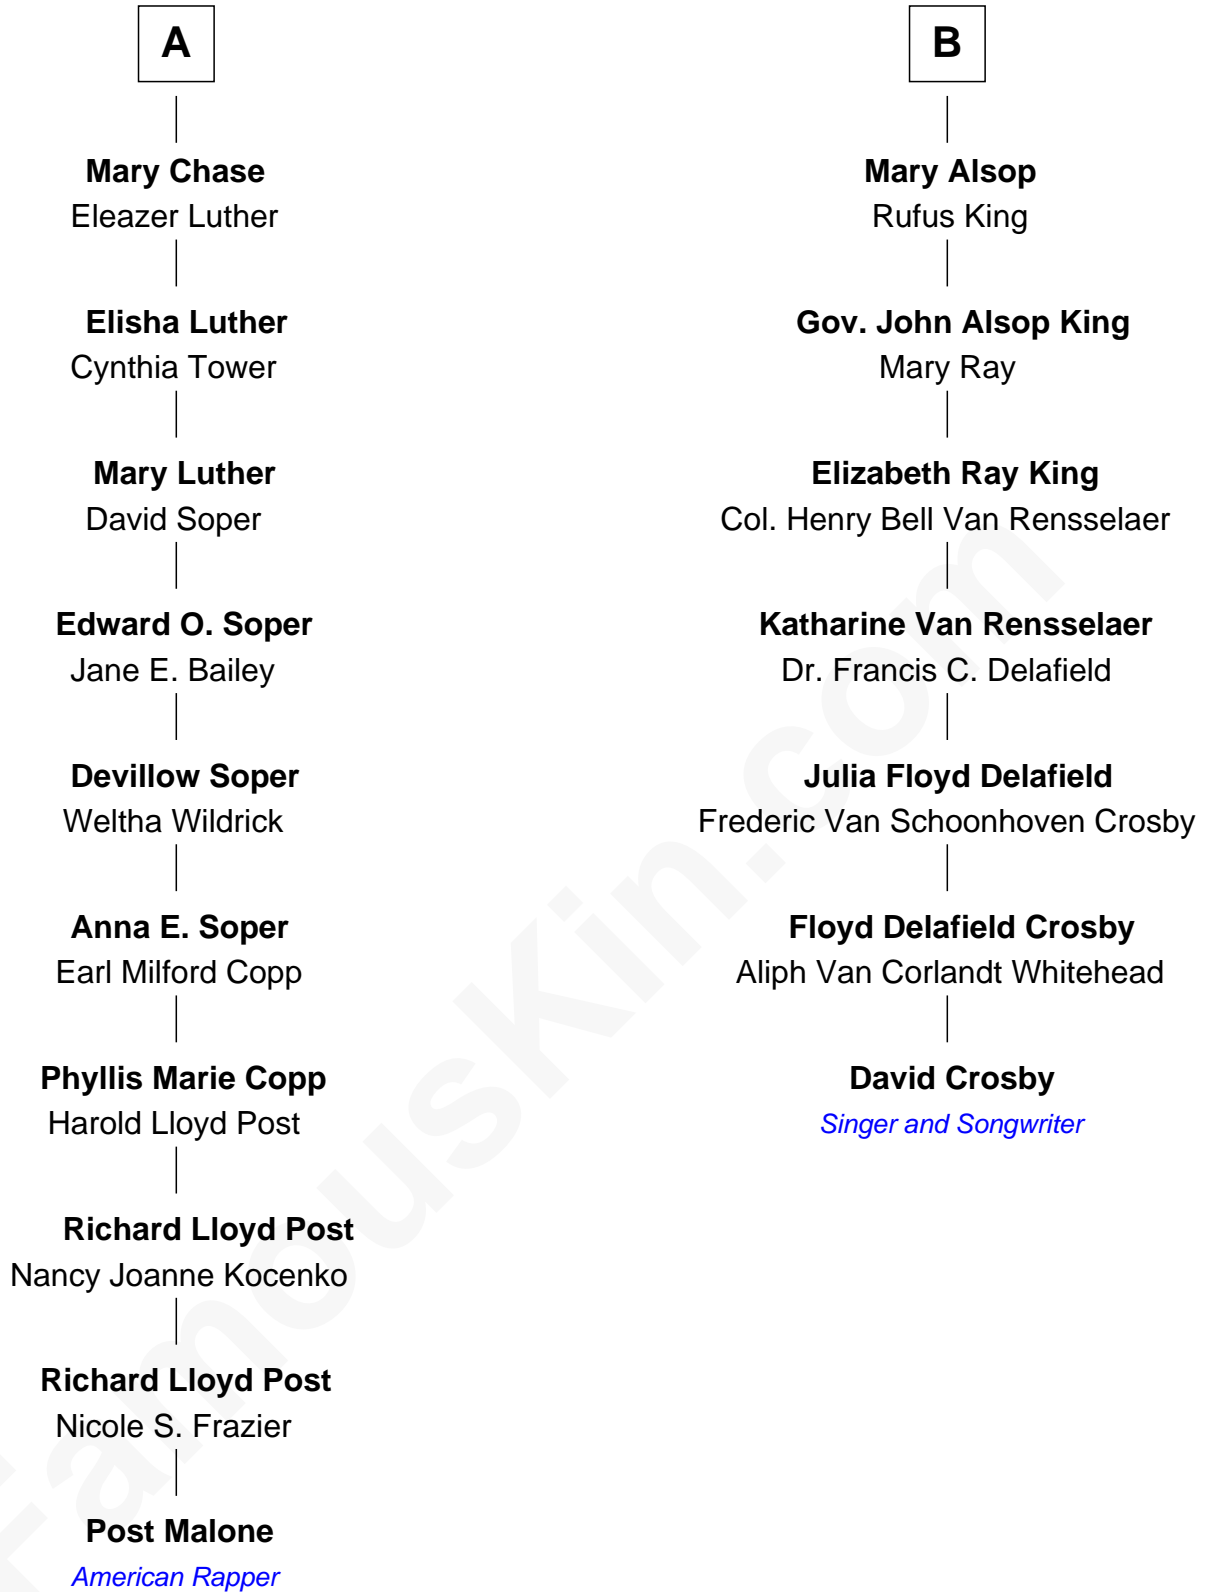 A
Mary Chase
Eleazer Luther
Elisha Luther
Cynthia Tower
Mary Luther
David Soper
Edward O. Soper
Jane E. Bailey
Devillow Soper
Weltha Wildrick
Anna E. Soper
Earl Milford Copp
Phyllis Marie Copp
Harold Lloyd Post
Richard Lloyd Post
Nancy Joanne Kocenko
Richard Lloyd Post
Nicole S. Frazier
Post Malone
American Rapper
B
Mary Alsop
Rufus King
Gov. John Alsop King
Mary Ray
Elizabeth Ray King
Col. Henry Bell Van Rensselaer
Katharine Van Rensselaer
Dr. Francis C. Delafield
Julia Floyd Delafield
Frederic Van Schoonhoven Crosby
Floyd Delafield Crosby
Aliph Van Corlandt Whitehead
David Crosby
Singer and Songwriter
FamousKin.com